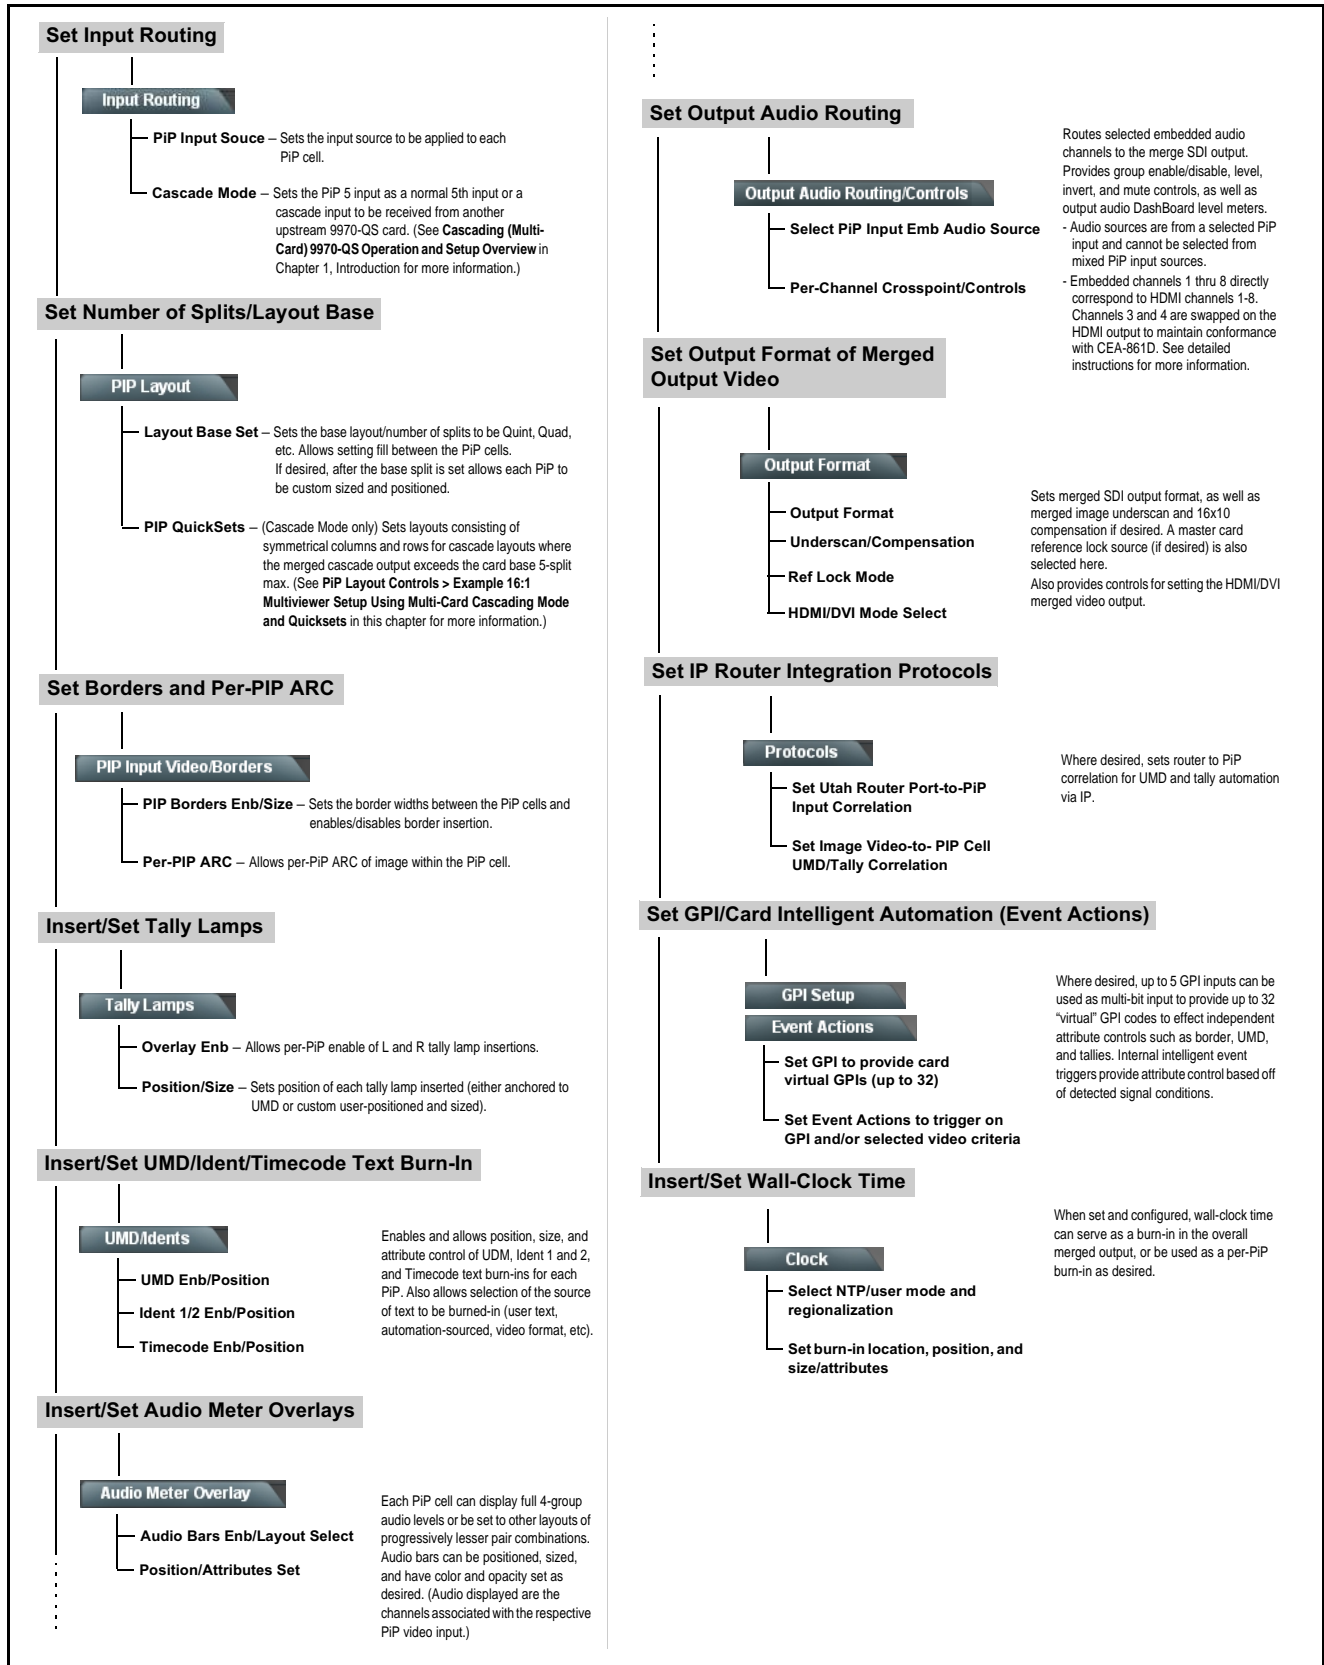 Set Input Routing
Input Routing
PiP Input Souce – Sets the input source to be applied to each
PiP cell.
Cascade Mode – Sets the PiP 5 input as a normal 5th input or a
cascade input to be received from another
upstream 9970-QS card. (See Cascading (Multi-
Card) 9970-QS Operation and Setup Overview in
Chapter 1, Introduction for more information.)
Set Number of Splits/Layout Base
PIP Layout
Layout Base Set – Sets the base layout/number of splits to be Quint, Quad,
etc. Allows setting fill between the PiP cells.
If desired, after the base split is set allows each PiP to
be custom sized and positioned.
PIP QuickSets – (Cascade Mode only) Sets layouts consisting of
symmetrical columns and rows for cascade layouts where
the merged cascade output exceeds the card base 5-split
max. (See PiP Layout Controls > Example 16:1
Multiviewer Setup Using Multi-Card Cascading Mode
and Quicksets in this chapter for more information.)
Set Borders and Per-PIP ARC
PIP Input Video/Borders
PIP Borders Enb/Size – Sets the border widths between the PiP cells and
enables/disables border insertion.
Per-PIP ARC – Allows per-PiP ARC of image within the PiP cell.
Insert/Set Tally Lamps
Tally Lamps
Overlay Enb – Allows per-PiP enable of L and R tally lamp insertions.
Position/Size – Sets position of each tally lamp inserted (either anchored to
UMD or custom user-positioned and sized).
Insert/Set UMD/Ident/Timecode Text Burn-In
UMD/Idents
UMD Enb/Position
Ident 1/2 Enb/Position
Timecode Enb/Position
Enables and allows position, size, and
attribute control of UDM, Ident 1 and 2,
and Timecode text burn-ins for each
PiP. Also allows selection of the source
of text to be burned-in (user text,
automation-sourced, video format, etc).
Insert/Set Audio Meter Overlays
Audio Meter Overlay
Audio Bars Enb/Layout Select
Position/Attributes Set
Each PiP cell can display full 4-group
audio levels or be set to other layouts of
progressively lesser pair combinations.
Audio bars can be positioned, sized,
and have color and opacity set as
desired. (Audio displayed are the
channels associated with the respective
PiP video input.)
Set Output Audio Routing
Output Audio Routing/Controls
Select PiP Input Emb Audio Source
Per-Channel Crosspoint/Controls
Routes selected embedded audio
channels to the merge SDI output.
Provides group enable/disable, level,
invert, and mute controls, as well as
output audio DashBoard level meters.
- Audio sources are from a selected PiP
input and cannot be selected from
mixed PiP input sources.
- Embedded channels 1 thru 8 directly
correspond to HDMI channels 1-8.
Channels 3 and 4 are swapped on the
HDMI output to maintain conformance
with CEA-861D. See detailed
instructions for more information.
Set Output Format of Merged
Output Video
Output Format
Output Format
Underscan/Compensation
Ref Lock Mode
HDMI/DVI Mode Select
Sets merged SDI output format, as well as
merged image underscan and 16x10
compensation if desired. A master card
reference lock source (if desired) is also
selected here.
Also provides controls for setting the HDMI/DVI
merged video output.
Set IP Router Integration Protocols
Protocols
Set Utah Router Port-to-PiP
Input Correlation
Set Image Video-to- PIP Cell
UMD/Tally Correlation
Where desired, sets router to PiP
correlation for UMD and tally automation
via IP.
Set GPI/Card Intelligent Automation (Event Actions)
GPI Setup
Event Actions
Set GPI to provide card
virtual GPIs (up to 32)
Set Event Actions to trigger on
GPI and/or selected video criteria
Where desired, up to 5 GPI inputs can be
used as multi-bit input to provide up to 32
“virtual” GPI codes to effect independent
attribute controls such as border, UMD,
and tallies. Internal intelligent event
triggers provide attribute control based off
of detected signal conditions.
Insert/Set Wall-Clock Time
Clock
Select NTP/user mode and
regionalization
Set burn-in location, position, and
size/attributes
When set and configured, wall-clock time
can serve as a burn-in in the overall
merged output, or be used as a per-PiP
burn-in as desired.